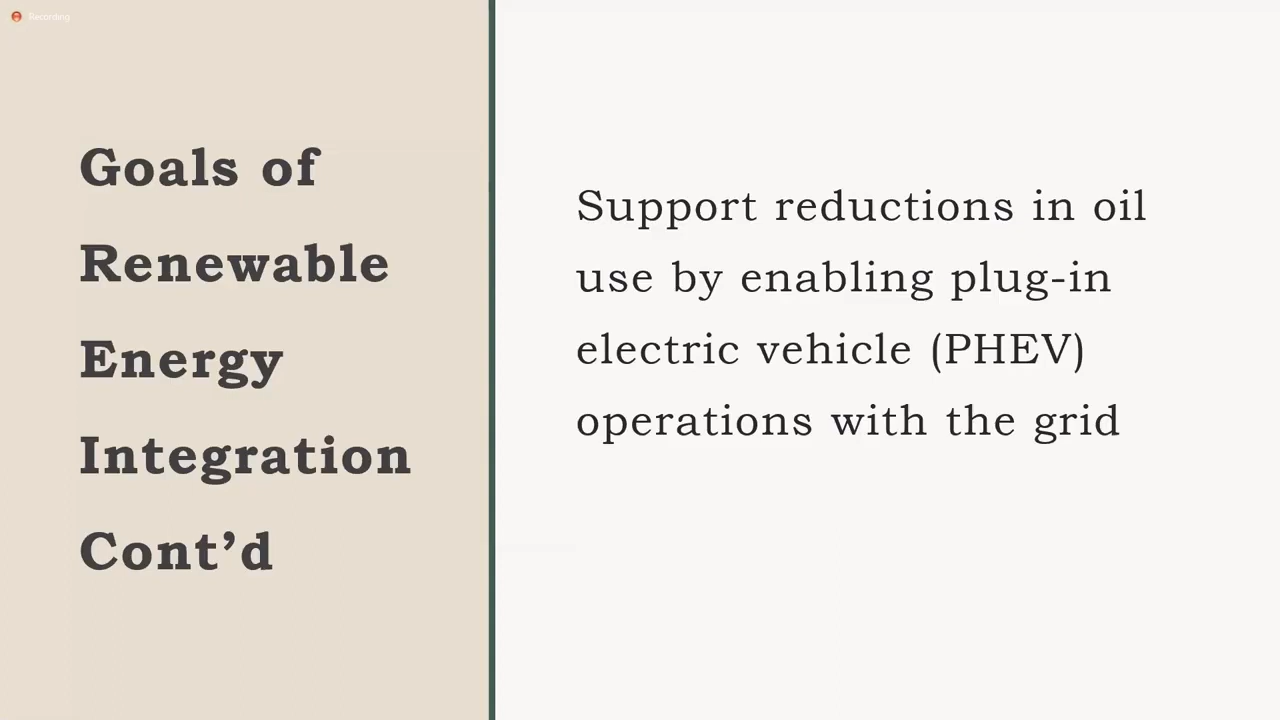 Recording
Goals of
Renewable
Energy
Integration
Cont’d
Support reductions in oil
use by enabling plug-in
electric vehicle (PHEV)
operations with the grid